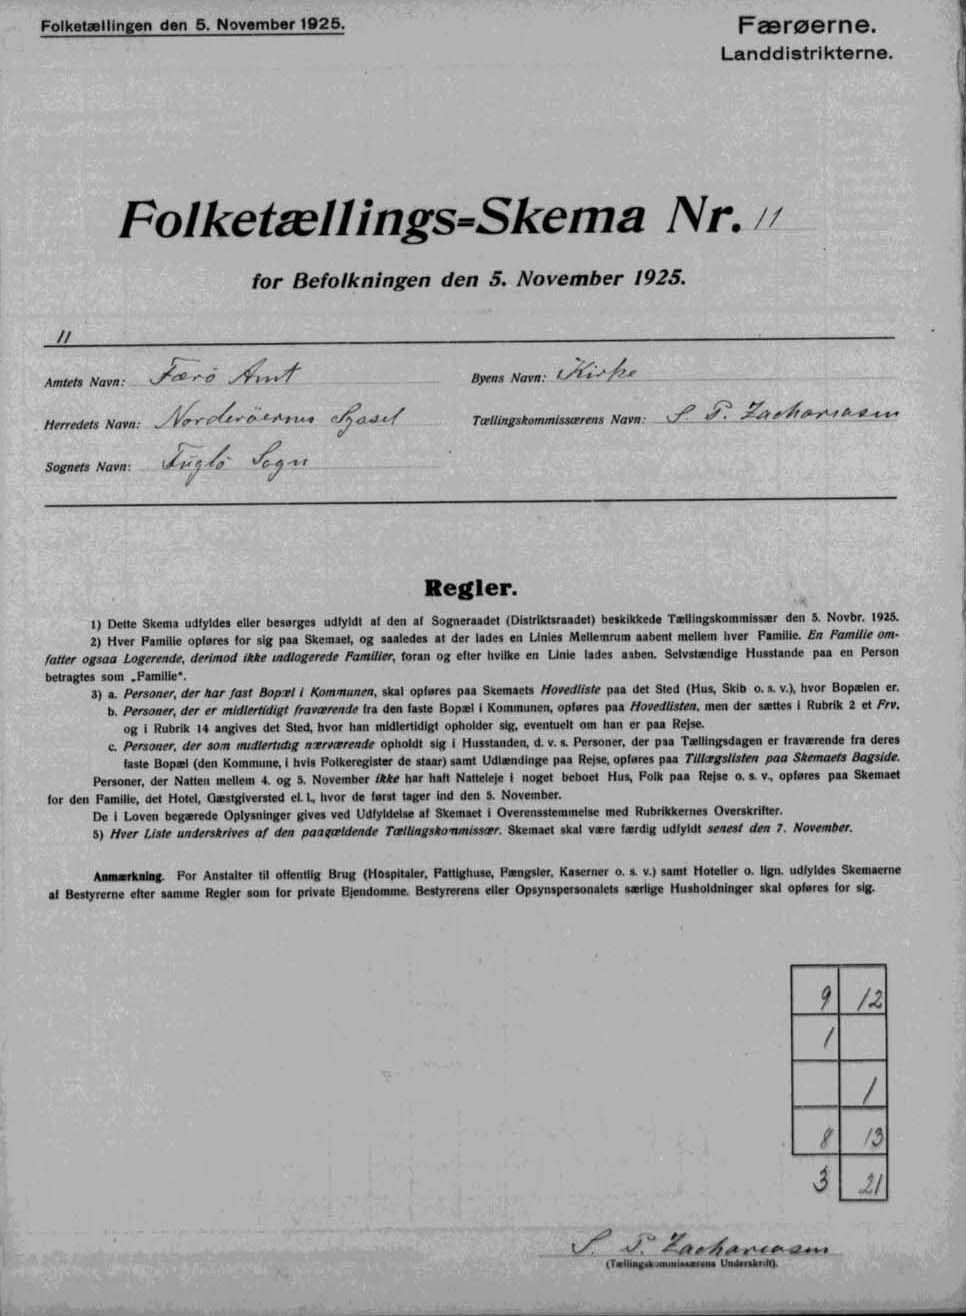 Folketællingen den 5. November 1925.
Færøerne.
Landdistrikterne.
Folketællings=Skema Nr. 11
for Befolkningen den 5. November 1925.
11
Amtets Navn: Færö Amt
Byens Navn: Kirke
Herredets Navn: Norderöernes Sysel
Tællingskommissærens Navn: S. P. Zachariasen
Sognets Navn: Fuglö Sogn
Regler.
1) Dette Skema udfyldes eller besørges udfyldt af den af Sogneraadet (Distriktsraadet) beskikkede Tællingskommissær den 5. Novbr. 1925.
2) Hver Familie opføres for sig paa Skemaet, og saaledes at der lades en Linies Mellemrum aabent mellem hver Familie. En Familie om-
fatter ogsaa Logerende, derimod ikke indlogerede Familier, foran og efter hvilke en Linie lades aaben. Selvstændige Husstande paa en Person
betragtes som „Familie“.
3) a. Personer, der har fast Bopæl i Kommunen, skal opføres paa Skemaets Hovedliste paa det Sted (Hus, Skib o. s. v.), hvor Bopælen er.
b. Personer, der er midlertidigt fraværende fra den faste Bopæl i Kommunen, opføres paa Hovedlisten, men der sættes i Rubrik 2 et Frv.
og i Rubrik 14 angives det Sted, hvor han midlertidigt opholder sig, eventuelt om han er paa Rejse.
c. Personer, der som midlertidig nærværende opholdt sig i Husstanden, d. v. s. Personer, der paa Tællingsdagen er fraværende fra deres
faste Bopæl (den Kommune, i hvis Folkeregister de staar) samt Udlændinge paa Rejse, opføres paa Tillægslisten paa Skemaets Bagside.
Personer, der Natten mellem 4. og 5. November ikke har haft Natteleje i noget beboet Hus, Folk paa Rejse o. s. v., opføres paa Skemaet
for den Familie, det Hotel, Gæstgiversted el. l., hvor de først tager ind den 5. November.
De i Loven begærede Oplysninger gives ved Udfyldelse af Skemaet i Overensstemmelse med Rubrikkernes Overskrifter.
5) Hver Liste underskrives af den paagældende Tællingskommissær. Skemaet skal være færdig udfyldt senest den 7. November.
Anmærkning. For Anstalter til offentlig Brug (Hospitaler, Fattighuse, Fængsler, Kaserner o. s. v.) samt Hoteller o. lign. udfyldes Skemaerne
af Bestyrerne efter samme Regler som for private Ejendomme. Bestyrerens eller Opsynspersonalets særlige Husholdninger skal opføres for sig.
9 12
1
1
8 13
3 21
S. P. Zachariasen
(Tællingskommissærens Underskrift).